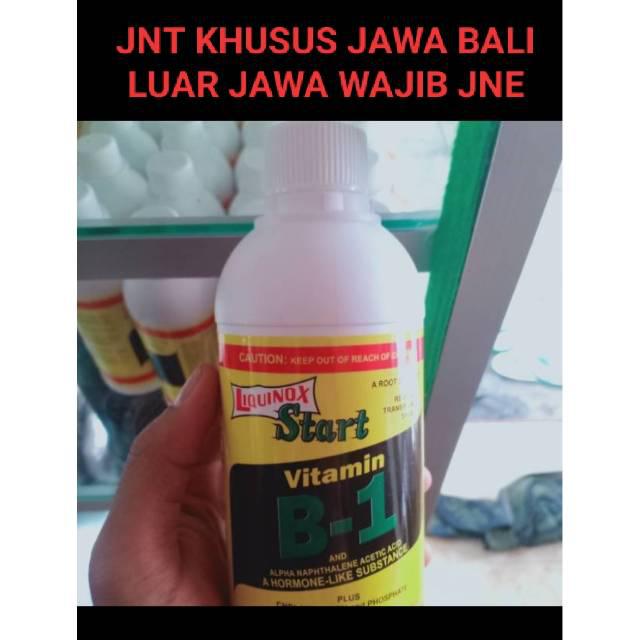 JNT KHUSUS JAWA BALI
LUAR JAWA WAJIB JNE
CAUTION: KEEP OUT OF REACH OF
A ROOT
LIQUINOX
Start
Vitamin
B-1
AND
ALPHA NAPHTHALENE ACETIC ACID
A HORMONE-LIKE SUBSTANCE
PLUS
PHOSPHATE